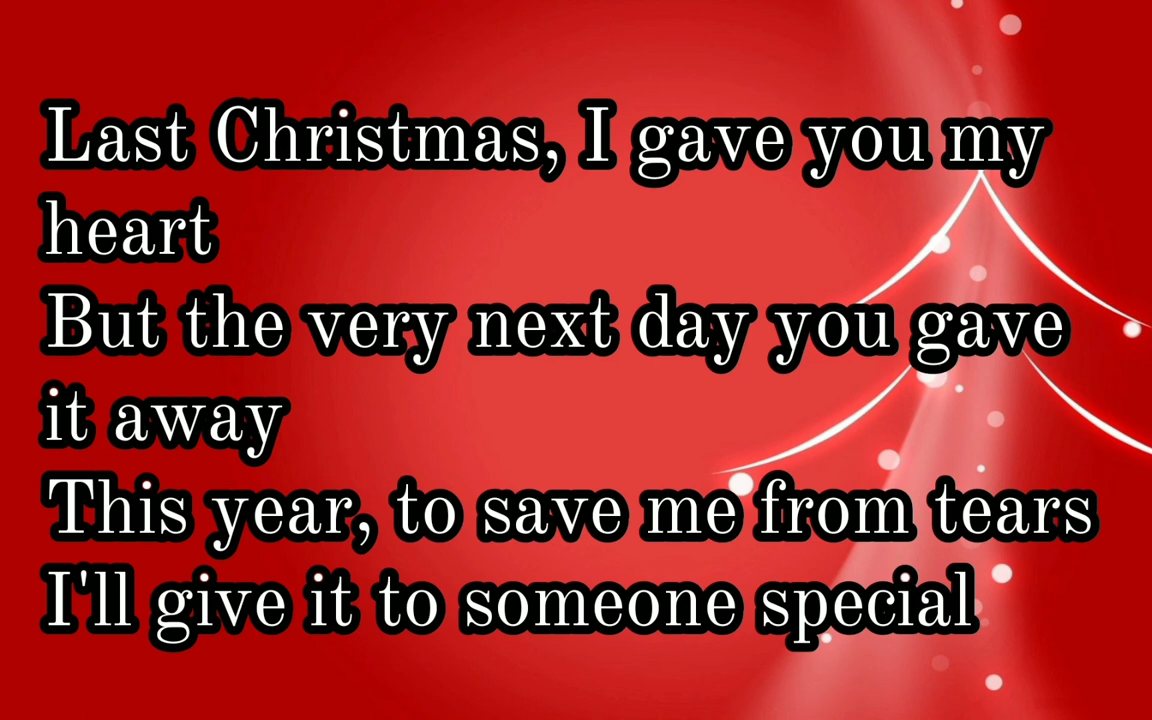 Last Christmas, I gave you my
heart
But the very next day you gave
it away
This year, to save me from tears
I'll give it to someone special